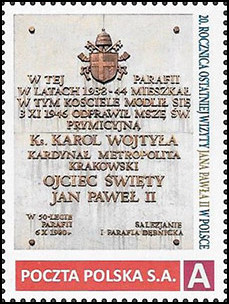 W TEJ PARAFII
W LATACH 1938-44 MIESZKAŁ
W TYM KOŚCIELE MODLIŁ SIĘ
3 XI 1946 ODPRAWIŁ MSZĘ ŚW.
PRYMICYJNĄ
Ks. KAROL WOJTYŁA
KARDYNAŁ METROPOLITA
KRAKOWSKI
OJCIEC ŚWIĘTY
JAN PAWEŁ II
W 50-LECIE
PARAFII
SALEZJANIE
I PARAFIA DĘBNICKA
20. ROCZNICA OSTATNIEJ WIZYTY JANA PAWŁA II W POLSCE
POCZTA POLSKA S.A. A